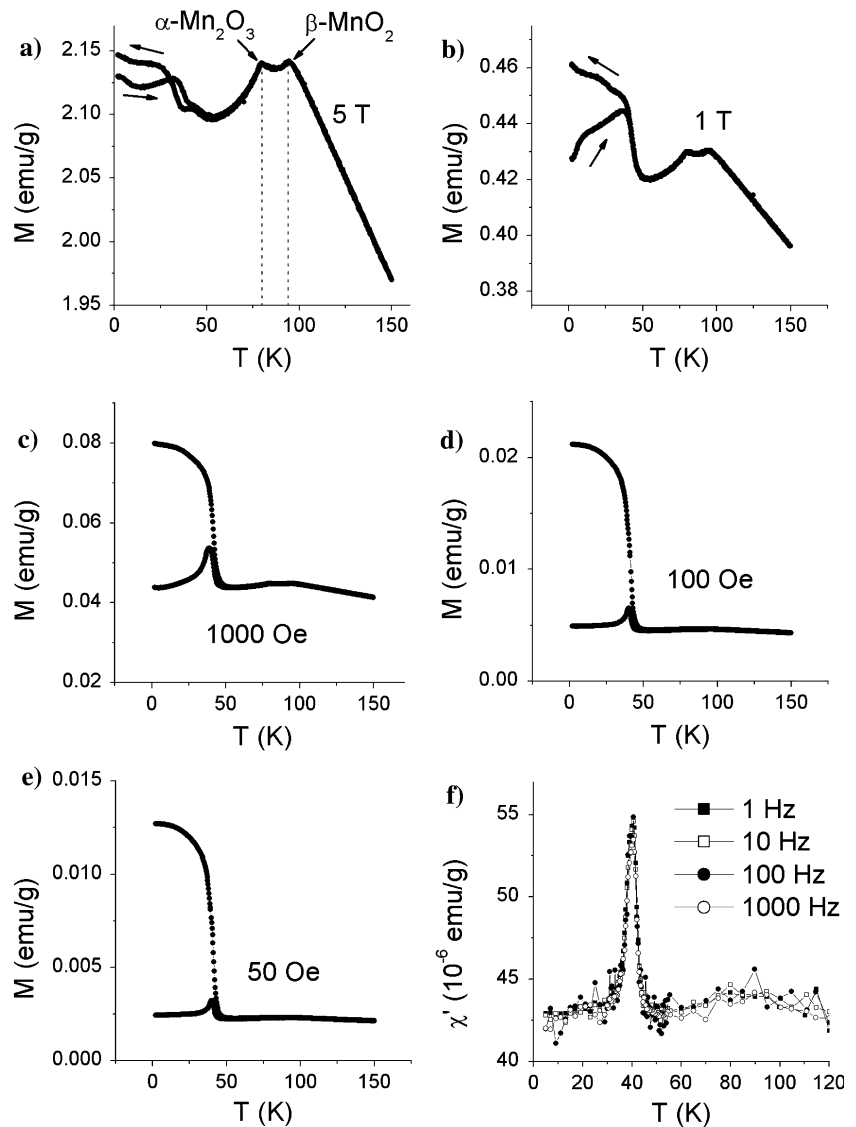 a)
α-Mn2O3
β-MnO2
5 T
M (emu/g)
2.15
2.10
2.05
2.00
1.95
0
50
100
150
T (K)
b)
1 T
M (emu/g)
0.46
0.44
0.42
0.40
0.38
0
25
50
75
100
125
150
T (K)
c)
1000 Oe
M (emu/g)
0.08
0.06
0.04
0.02
0
50
100
150
T (K)
d)
100 Oe
M (emu/g)
0.02
0.01
0.00
0
50
100
150
T (K)
e)
50 Oe
M (emu/g)
0.015
0.010
0.005
0.000
0
50
100
150
T (K)
f)
1 Hz
10 Hz
100 Hz
1000 Hz
χ' (10-6 emu/g)
55
50
45
40
0
20
40
60
80
100
120
T (K)